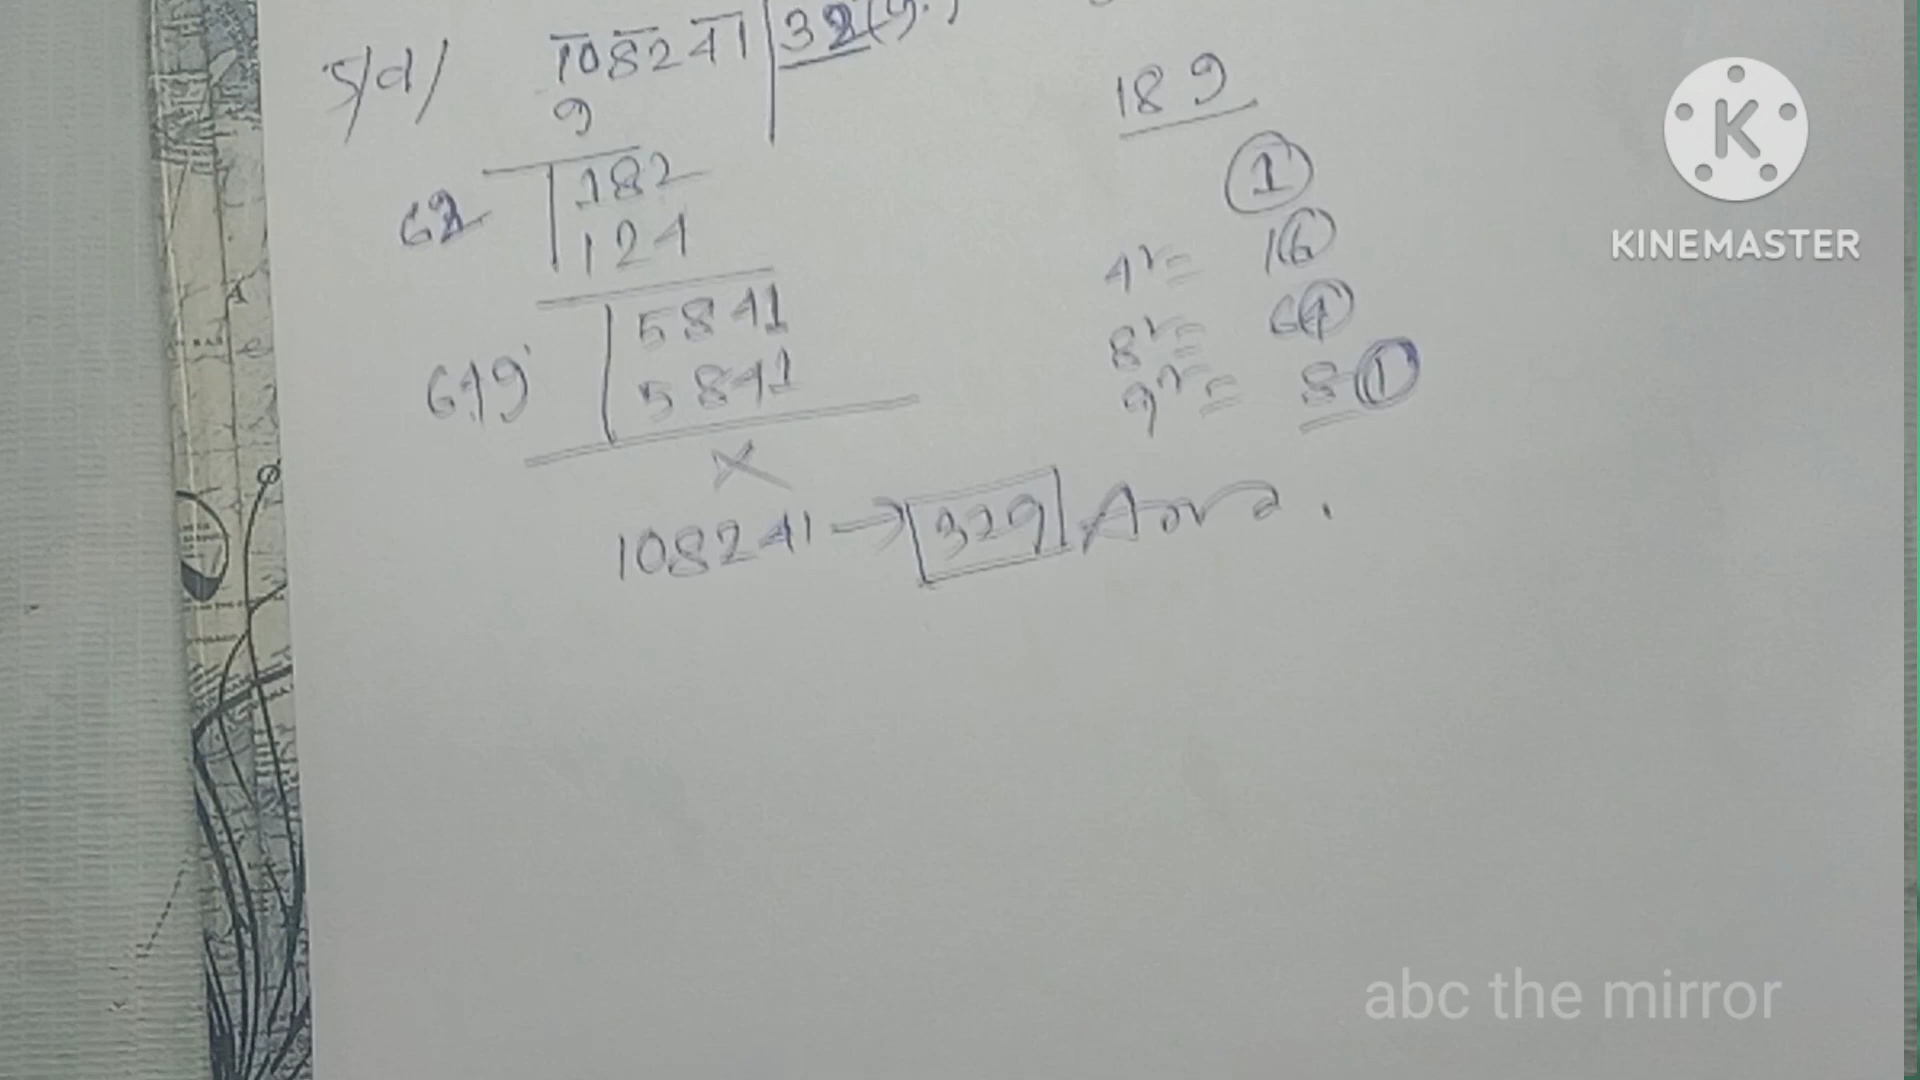 5/d/ 108241 32(9.)
9
189
62 182
124
1
4²= 16
649 5841
5841
8²= 64
9²= 81
x
108241 → 329 Ans.
K
KINEMASTER
abc the mirror